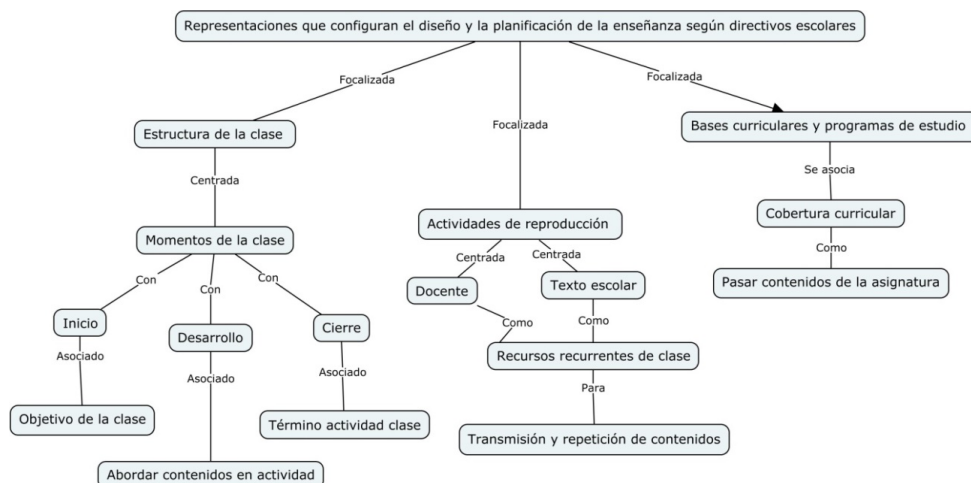 Representaciones que configuran el diseño y la planificación de la enseñanza según directivos escolares
Focalizada
Focalizada
Focalizada
Estructura de la clase
Bases curriculares y programas de estudio
Centrada
Se asocia
Momentos de la clase
Actividades de reproducción
Cobertura curricular
Centrada
Centrada
Como
Con
Con
Con
Docente
Texto escolar
Pasar contenidos de la asignatura
Inicio
Desarrollo
Cierre
Como
Como
Asociado
Asociado
Asociado
Recursos recurrentes de clase
Para
Objetivo de la clase
Término actividad clase
Transmisión y repetición de contenidos
Abordar contenidos en actividad